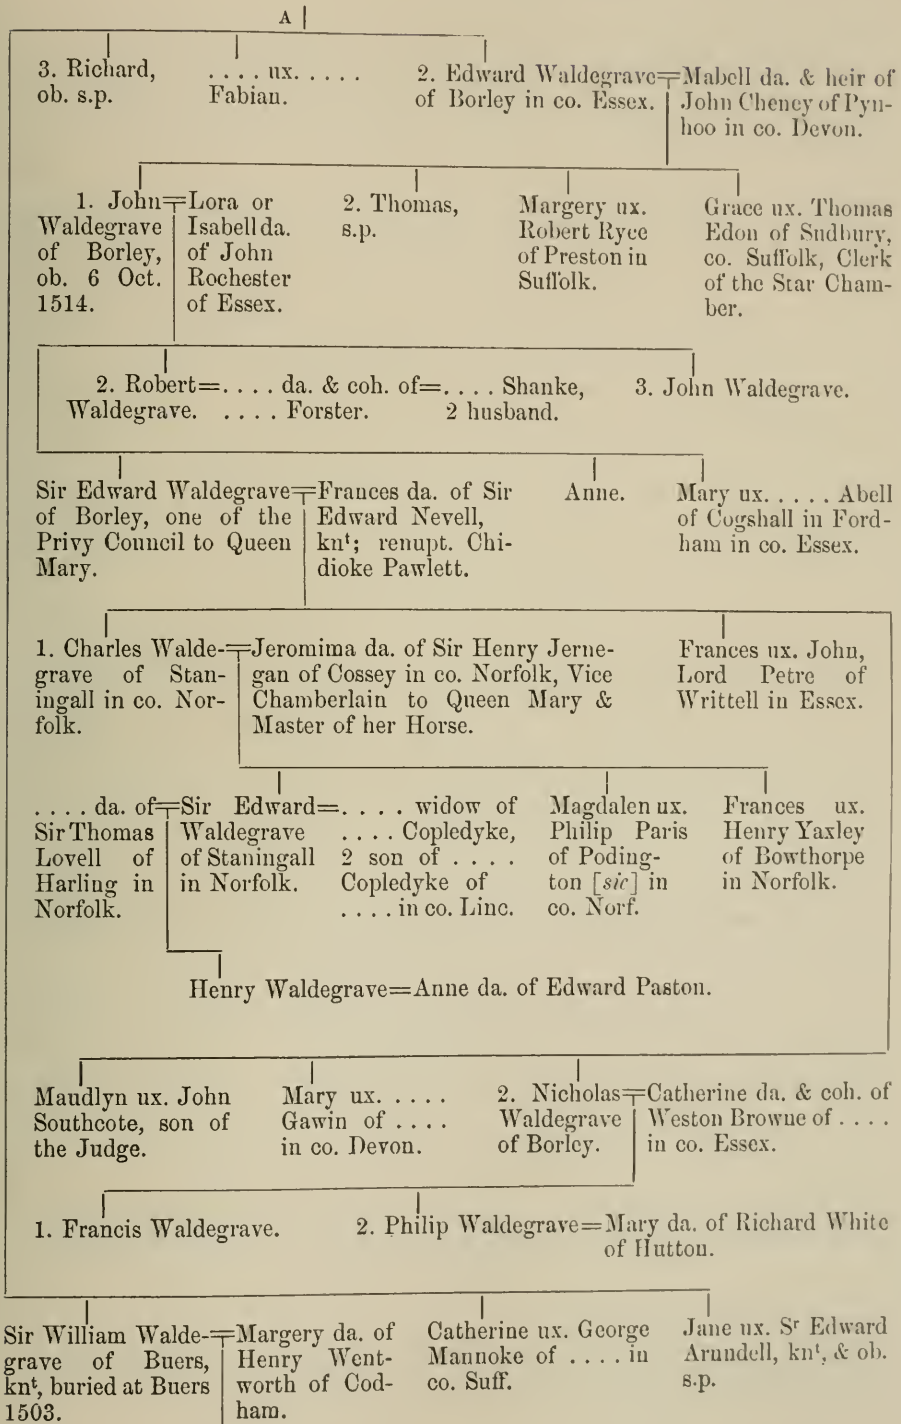 A
3. Richard,
ob. s.p.
. . . . ux. . . . .
Fabian.
2. Edward Waldegrave=Mabell da. & heir of
of Borley in co. Essex.
John Cheney of Pyn-
hoo in co. Devon.
1. John=
Waldegrave
of Borley,
ob. 6 Oct.
1514.
Lora or
Isabell da.
of John
Rochester
of Essex.
2. Thomas,
s.p.
Margery ux.
Robert Ryce
of Preston in
Suffolk.
Grace ux. Thomas
Edon of Sudbury,
co. Suffolk, Clerk
of the Star Cham-
ber.
2. Robert=. . . . da. & coh. of=. . . . Shanke,
Waldegrave. . . . . Forster. 2 husband.
3. John Waldegrave.
Sir Edward Waldegrave=
of Borley, one of the
Privy Council to Queen
Mary.
Frances da. of Sir
Edward Nevell,
knt; renupt. Chi-
dioke Pawlett.
Anne.
Mary ux. . . . . Abell
of Cogshall in Ford-
ham in co. Essex.
1. Charles Walde-=
grave of Stan-
ingall in co. Nor-
folk.
Jeromima da. of Sir Henry Jerne-
gan of Cossey in co. Norfolk, Vice
Chamberlain to Queen Mary &
Master of her Horse.
Frances ux. John,
Lord Petre of
Writtell in Essex.
. . . . da. of=
Sir Thomas
Lovell of
Harling in
Norfolk.
Sir Edward=
Waldegrave
of Staningall
in Norfolk.
. . . . widow of
. . . . Copledyke,
2 son of . . . .
Copledyke of
. . . . in co. Linc.
Magdalen ux.
Philip Paris
of Poding-
ton [sic] in
co. Norf.
Frances ux.
Henry Yaxley
of Bowthorpe
in Norfolk.
Henry Waldegrave=Anne da. of Edward Paston.
Maudlyn ux. John
Southcote, son of
the Judge.
Mary ux. . . . .
Gawin of . . . .
in co. Devon.
2. Nicholas=
Waldegrave
of Borley.
Catherine da. & coh. of
Weston Browne of . . . .
in co. Essex.
1. Francis Waldegrave.
2. Philip Waldegrave=Mary da. of Richard White
of Hutton.
Sir William Walde-=
grave of Buers,
knt, buried at Buers
1503.
Margery da. of
Henry Went-
worth of Cod-
ham.
Catherine ux. George
Mannoke of . . . . in
co. Suff.
Jane ux. Sr Edward
Arundell, knt, & ob.
s.p.